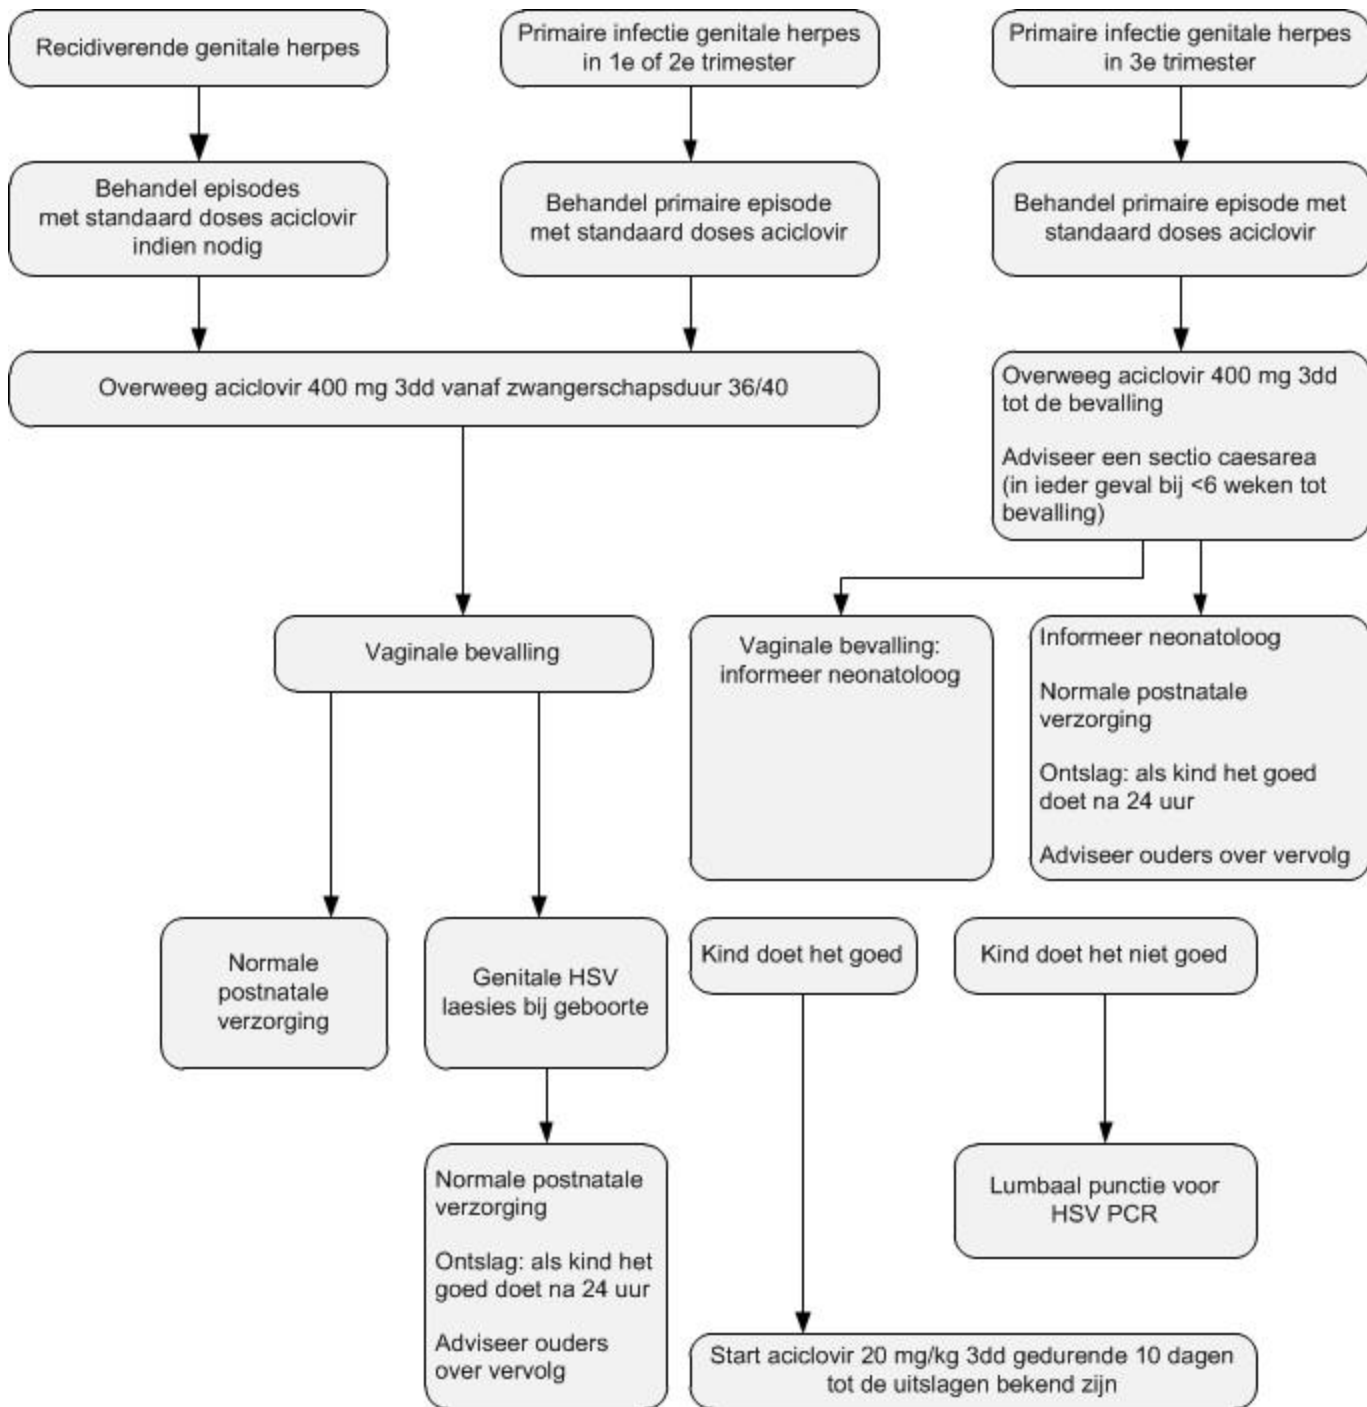 Recidiverende genitale herpes
Primaire infectie genitale herpes
in 1e of 2e trimester
Primaire infectie genitale herpes
in 3e trimester
Behandel episodes
met standaard doses aciclovir
indien nodig
Behandel primaire episode
met standaard doses aciclovir
Behandel primaire episode met
standaard doses aciclovir
Overweeg aciclovir 400 mg 3dd vanaf zwangerschapsduur 36/40
Overweeg aciclovir 400 mg 3dd
tot de bevalling
Adviseer een sectio caesarea
(in ieder geval bij <6 weken tot
bevalling)
Vaginale bevalling
Vaginale bevalling:
informeer neonatoloog
Informeer neonatoloog
Normale postnatale
verzorging
Ontslag: als kind het goed
doet na 24 uur
Adviseer ouders over vervolg
Normale
postnatale
verzorging
Genitale HSV
laesies bij geboorte
Kind doet het goed
Kind doet het niet goed
Normale postnatale
verzorging
Ontslag: als kind het
goed doet na 24 uur
Adviseer ouders
over vervolg
Lumbaal punctie voor
HSV PCR
Start aciclovir 20 mg/kg 3dd gedurende 10 dagen
tot de uitslagen bekend zijn